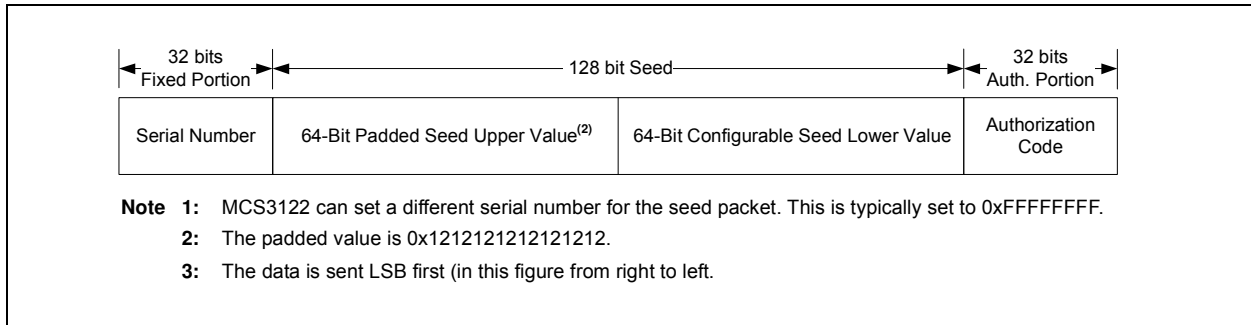 32 bits
Fixed Portion
128 bit Seed
32 bits
Auth. Portion
Serial Number
64-Bit Padded Seed Upper Value(2)
64-Bit Configurable Seed Lower Value
Authorization
Code
Note 1: MCS3122 can set a different serial number for the seed packet. This is typically set to 0xFFFFFFFF.
2: The padded value is 0x1212121212121212.
3: The data is sent LSB first (in this figure from right to left.